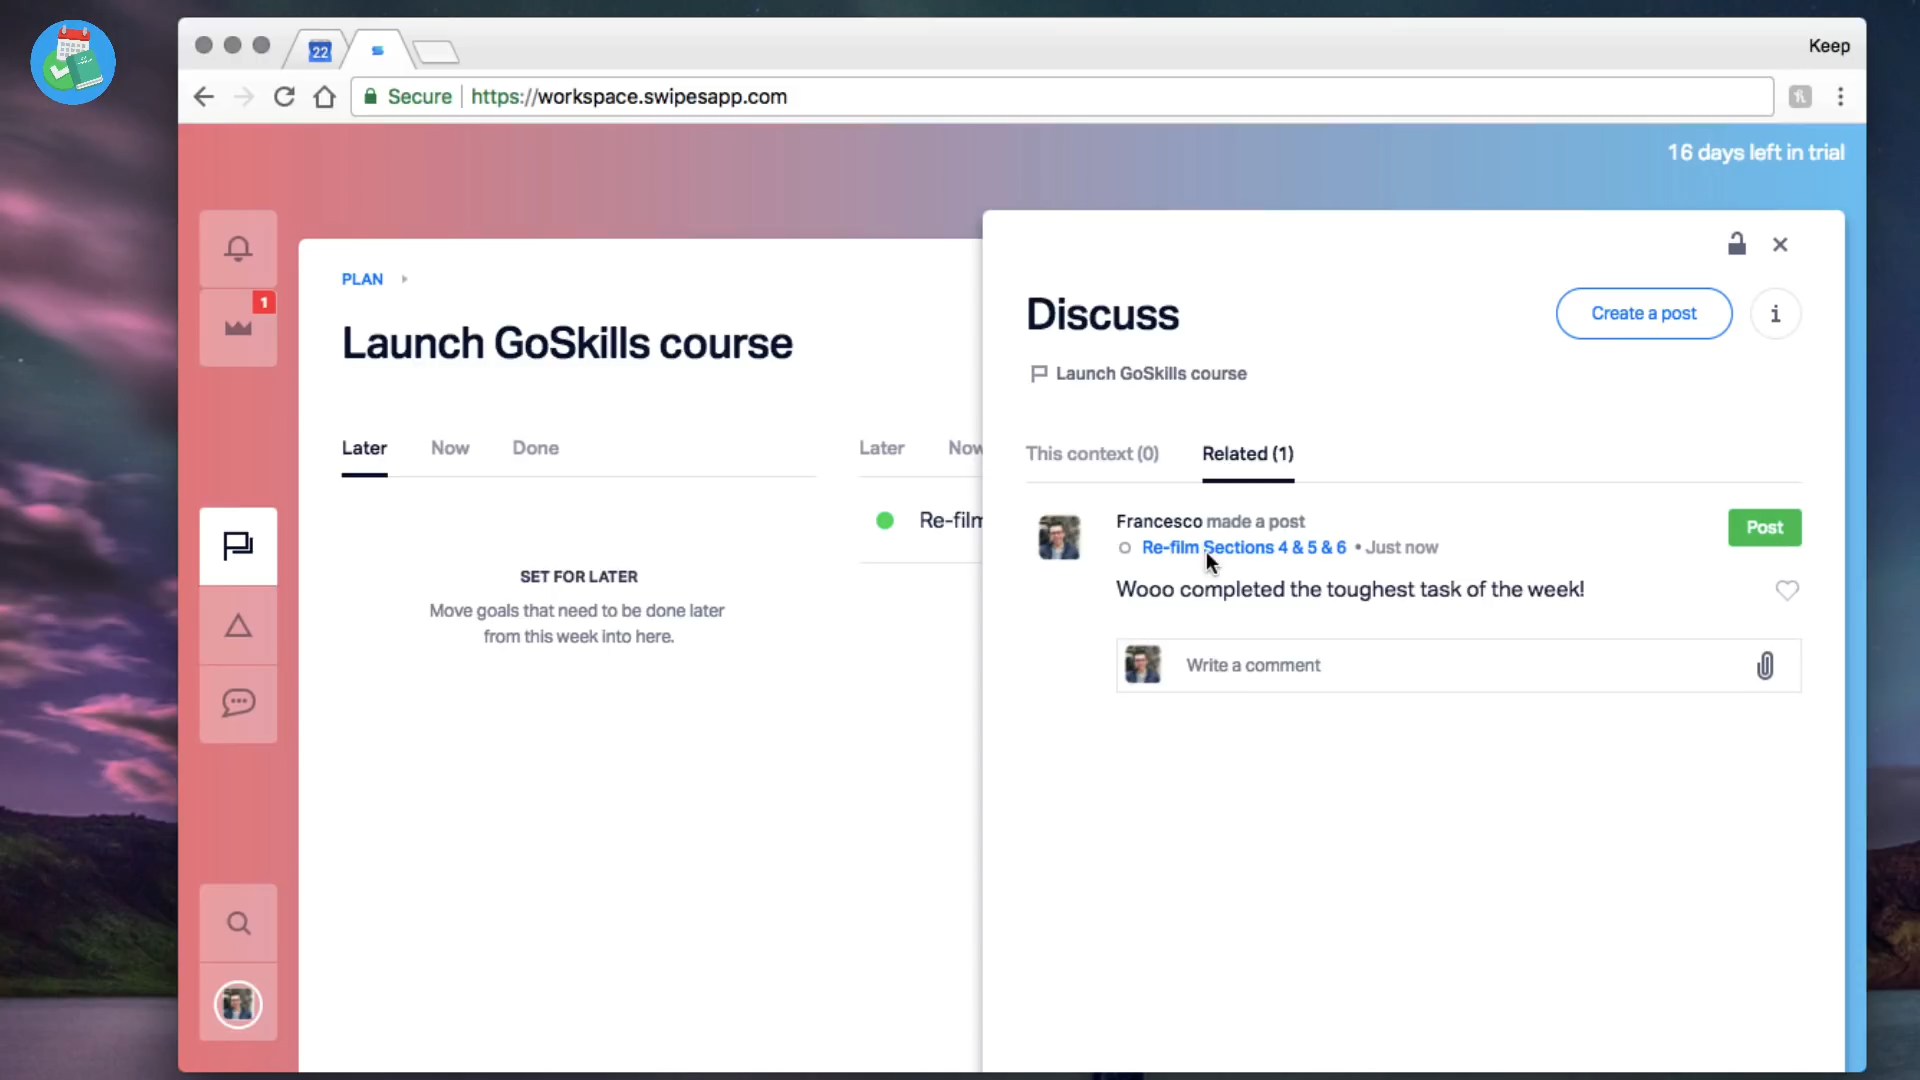 22
Keep
Secure
https://workspace.swipesapp.com
16 days left in trial
1
PLAN
Launch GoSkills course
Later Now Done
SET FOR LATER
Move goals that need to be done later
from this week into here.
Later Now
Re-film
Discuss
Create a post
i
Launch GoSkills course
This context (0)
Related (1)
Francesco made a post
Re-film Sections 4 & 5 & 6 • Just now
Post
Wooo completed the toughest task of the week!
Write a comment